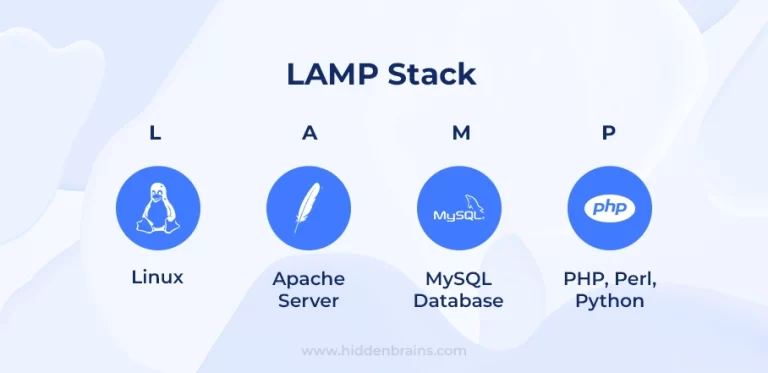 LAMP Stack
L A M P
MySQL
php
Linux
Apache Server
MySQL Database
PHP, Perl, Python
www.hiddenbrains.com